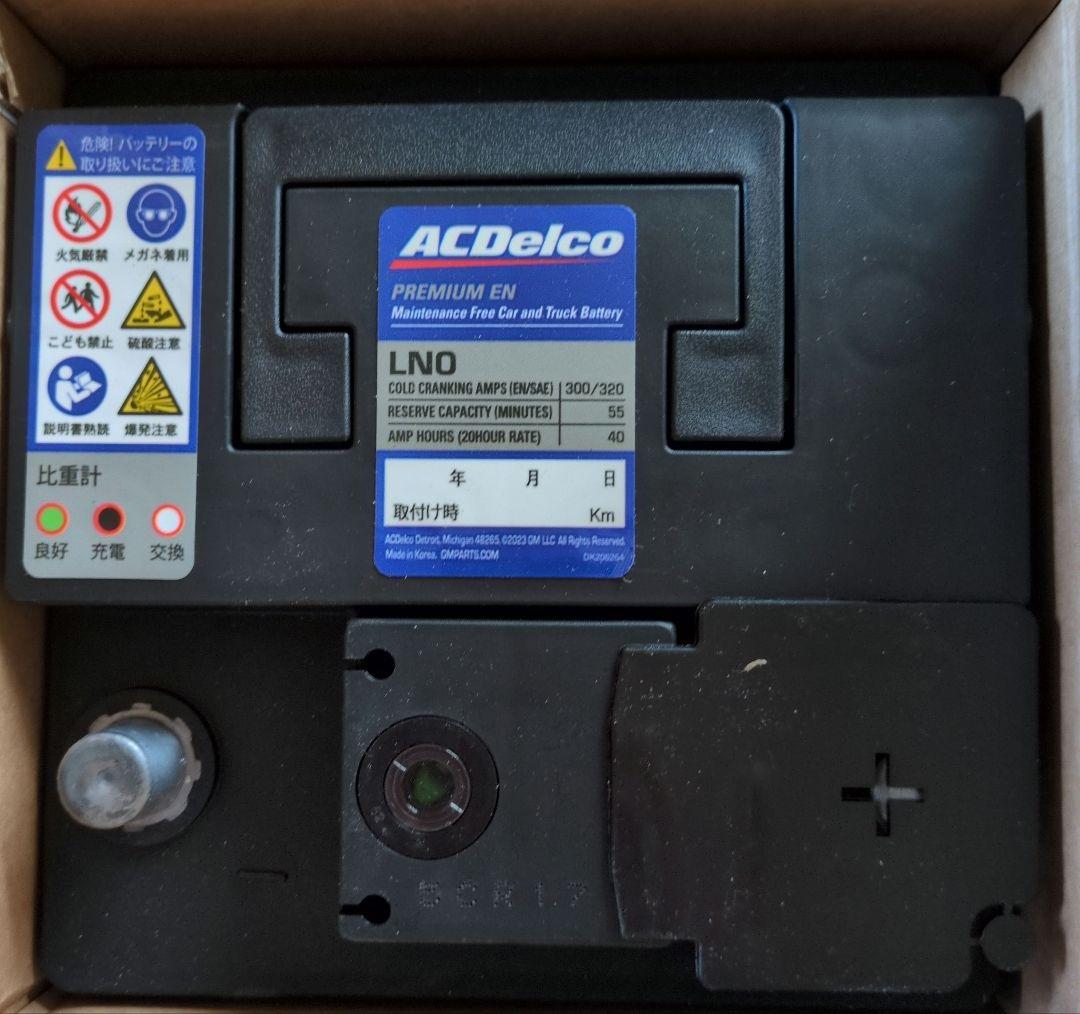 危険! バッテリーの
取り扱いにご注意
火気厳禁 メガネ着用
こども禁止 硫酸注意
説明書熟読 爆発注意
比重計
良好 充電 交換
ACDelco
PREMIUM EN
Maintenance Free Car and Truck Battery
LN0
COLD CRANKING AMPS (EN/SAE) 300/320
RESERVE CAPACITY (MINUTES) 55
AMP HOURS (20HOUR RATE) 40
年 月 日
取付け時 Km
ACDelco Detroit, Michigan 48265. ©2023 GM LLC All Rights Reserved.
Made in Korea. GMPARTS.COM